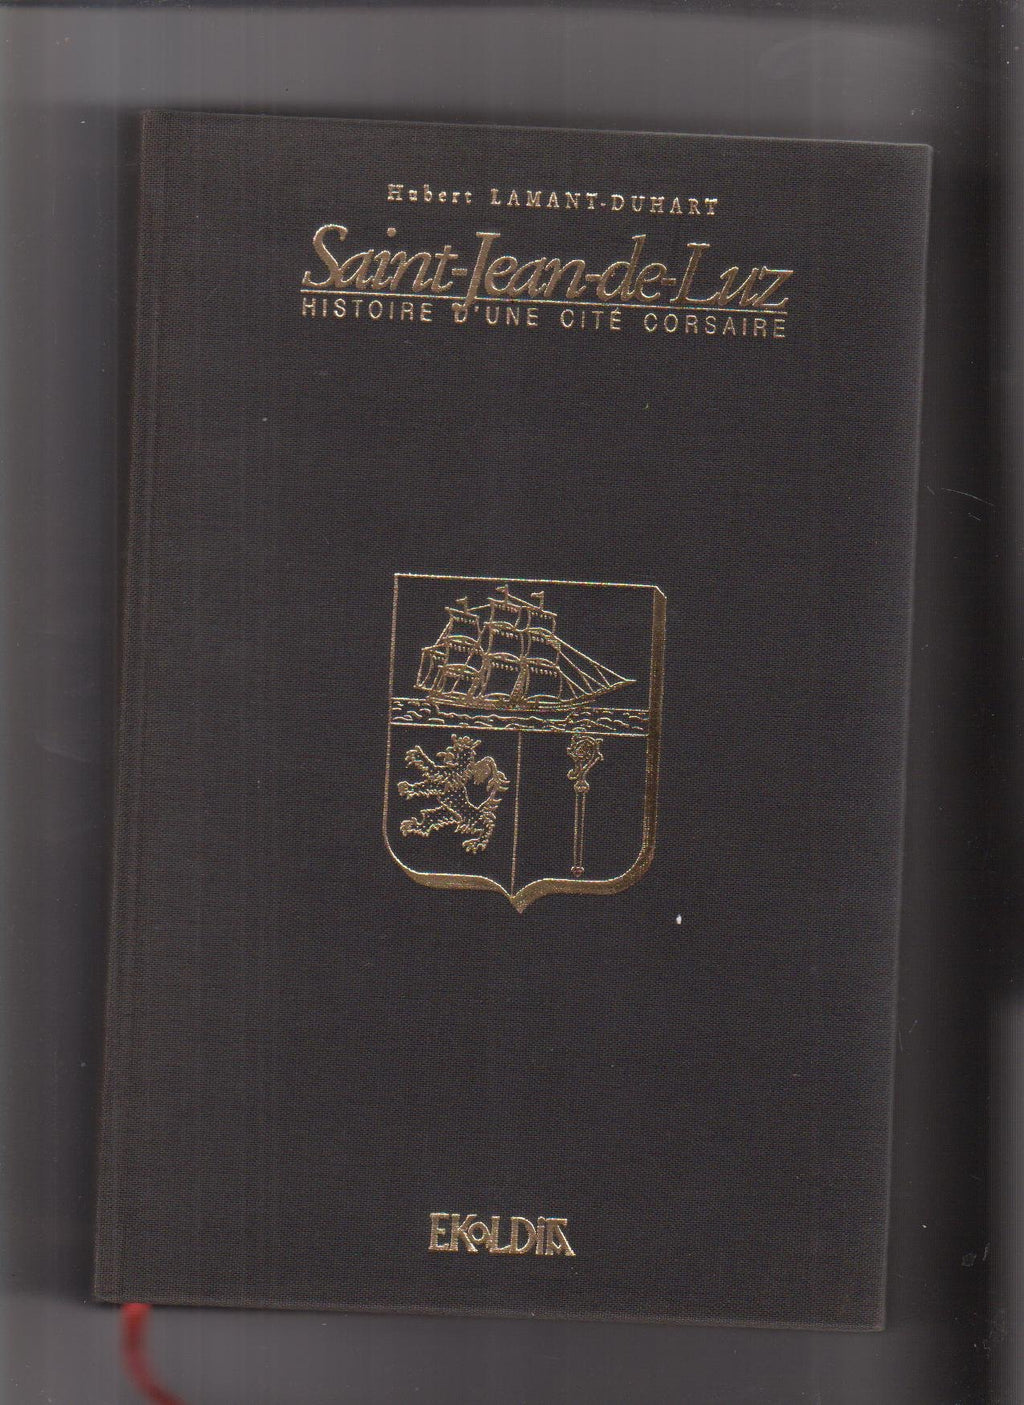 Hubert LAMANT-DUHART
Saint-Jean-de-Luz
HISTOIRE D'UNE CITÉ CORSAIRE
EKOLDIA